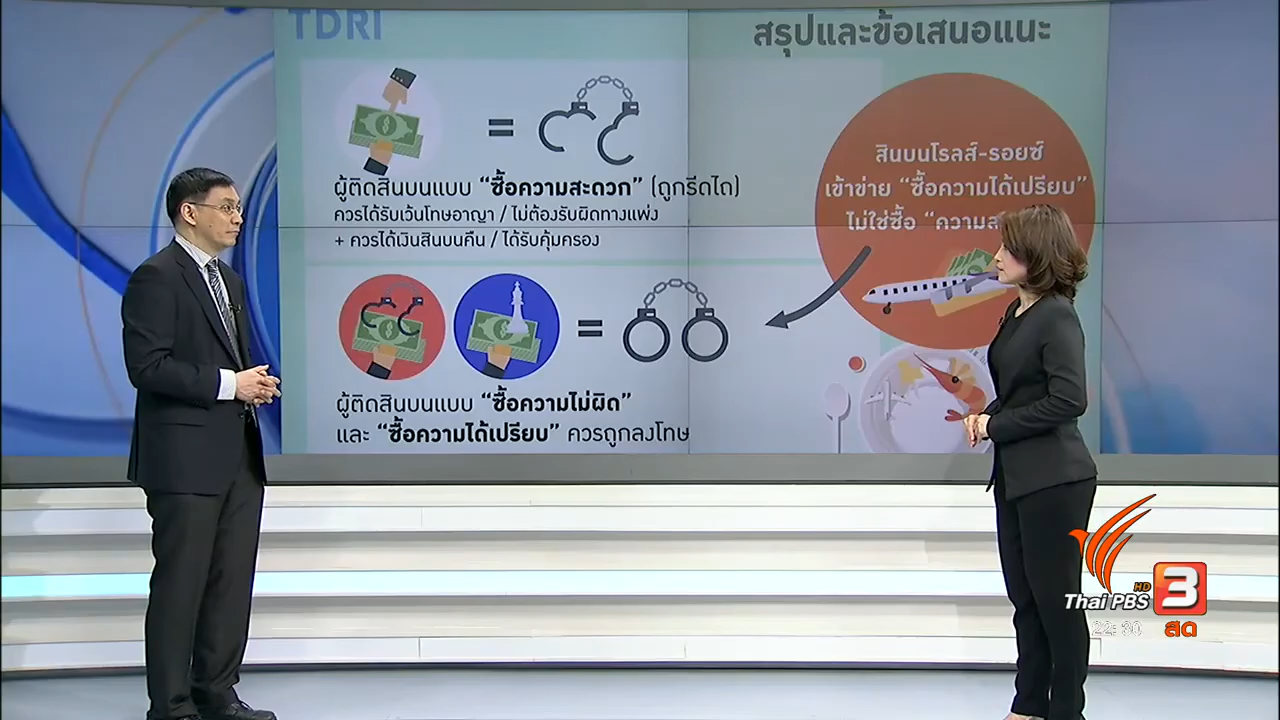 TDRI
สรุปและข้อเสนอแนะ
=
ผู้ติดสินบนแบบ “ซื้อความสะดวก” (ถูกรีดไถ)
ควรได้รับเว้นโทษอาญา / ไม่ต้องรับผิดทางแพ่ง
+ ควรได้เงินสินบนคืน / ได้รับคุ้มครอง
=
ผู้ติดสินบนแบบ “ซื้อความไม่ผิด”
และ “ซื้อความได้เปรียบ” ควรถูกลงโทษ
สินบนโรลส์-รอยซ์
เข้าข่าย “ซื้อความได้เปรียบ”
ไม่ใช่ซื้อ
HD
Thai PBS 3
22:30 สด